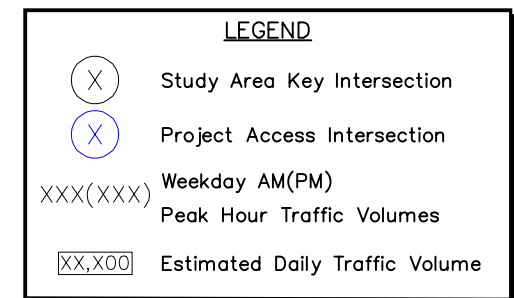 LEGEND
X Study Area Key Intersection
X Project Access Intersection
XXX(XXX) Weekday AM(PM)
Peak Hour Traffic Volumes
XX,X00 Estimated Daily Traffic Volume